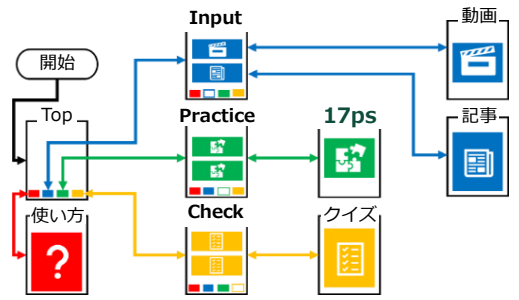 Input
動画
開始
Top
Practice
17ps
記事
使い方
?
Check
クイズ